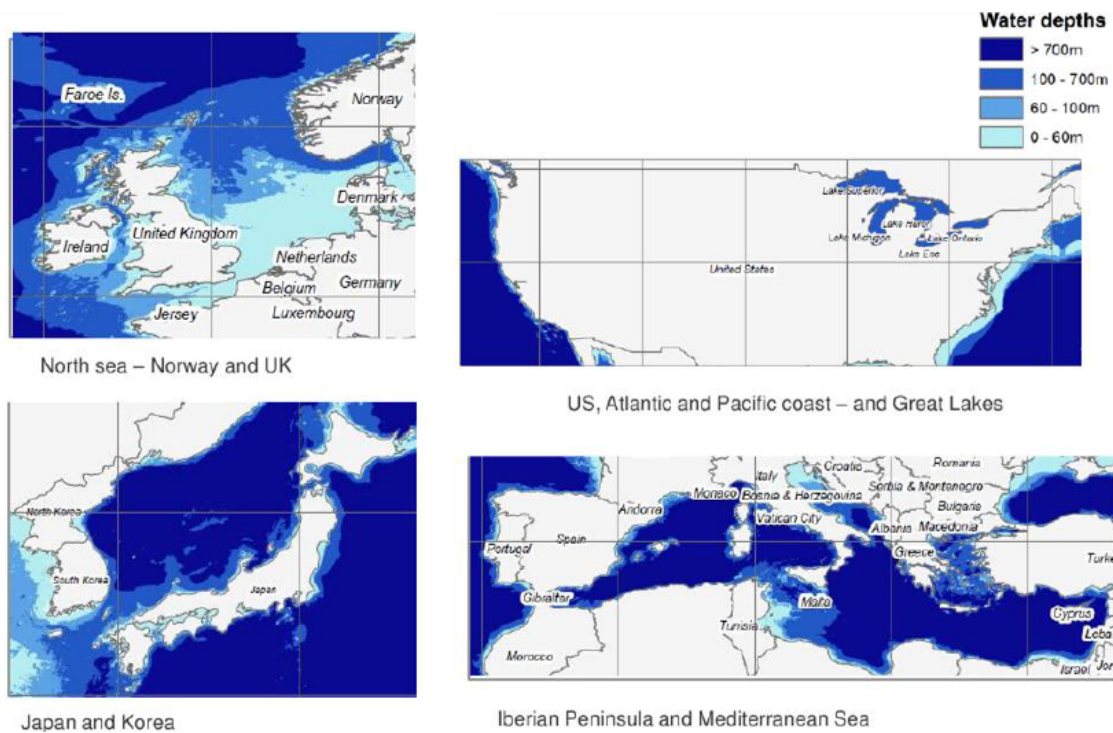 Water depths
> 700m
100 - 700m
60 - 100m
0 - 60m
Faroe Is.
Norway
Denmark
Ireland
United Kingdom
Netherlands
Belgium
Germany
Jersey
Luxembourg
North sea – Norway and UK
Lake Superior
Lake Huron
Lake Michigan
Lake Ontario
Lake Erie
United States
US, Atlantic and Pacific coast – and Great Lakes
North Korea
South Korea
Japan
Japan and Korea
Croatia
Romania
Italy
Monaco
Serbia & Montenegro
Bosnia & Herzegovina
Andorra
Bulgaria
Vatican City
Albania
Macedonia
Portugal
Spain
Greece
Turke
Gibraltar
Malta
Cyprus
Tunisia
Leba
Morocco
Israel
Jor
Iberian Peninsula and Mediterranean Sea